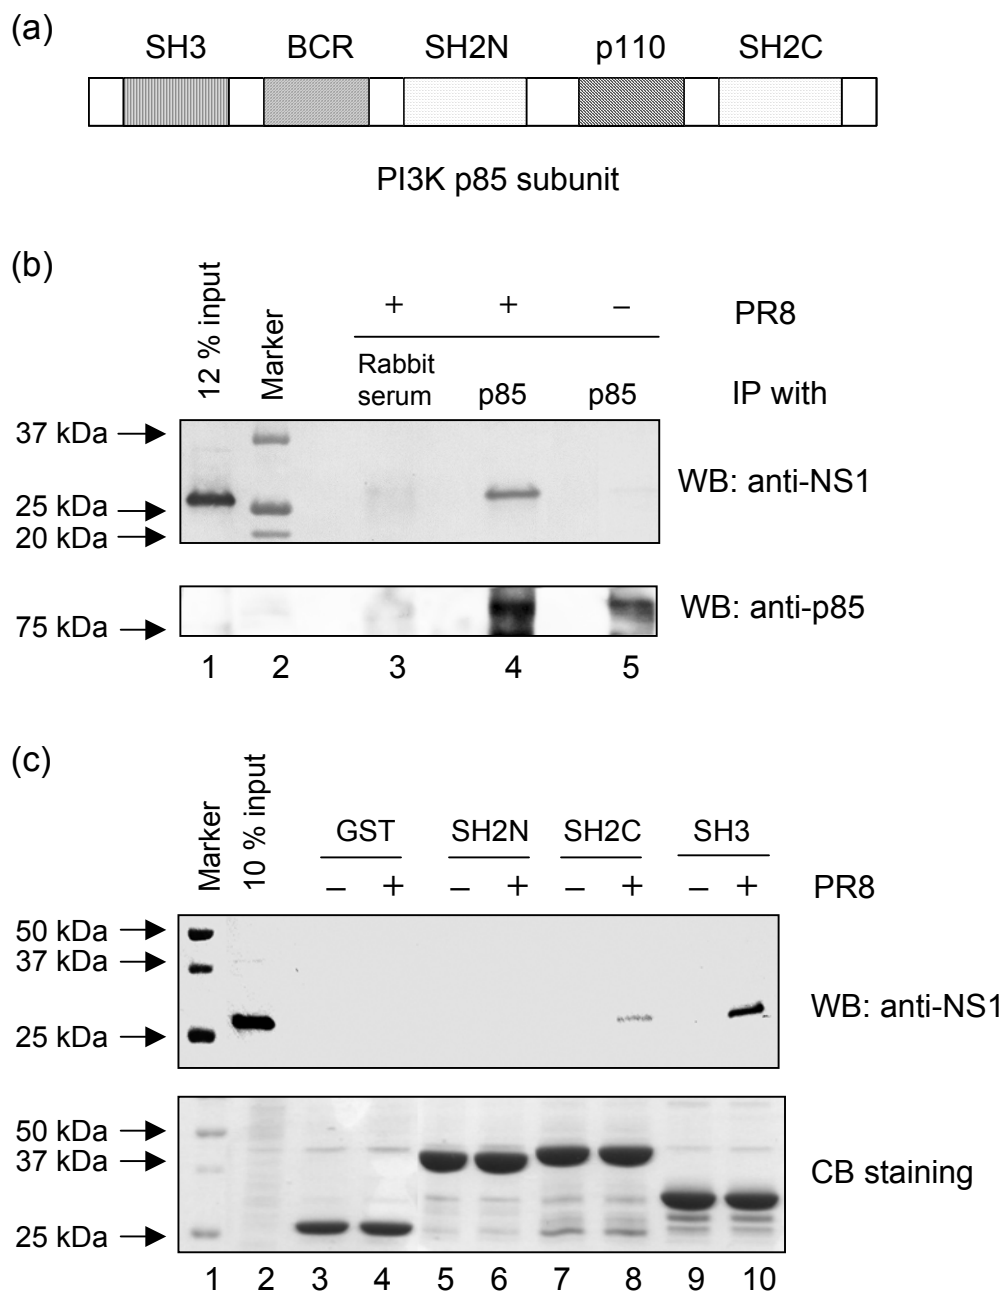 (a)
SH3 BCR SH2N p110 SH2C
PI3K p85 subunit
(b)
12 % input
Marker
+ + – PR8
Rabbit serum p85 p85 IP with
37 kDa
25 kDa
20 kDa
WB: anti-NS1
75 kDa
WB: anti-p85
1 2 3 4 5
(c)
Marker
10 % input
GST SH2N SH2C SH3
– + – + – + – + PR8
50 kDa
37 kDa
25 kDa
WB: anti-NS1
50 kDa
37 kDa
25 kDa
CB staining
1 2 3 4 5 6 7 8 9 10